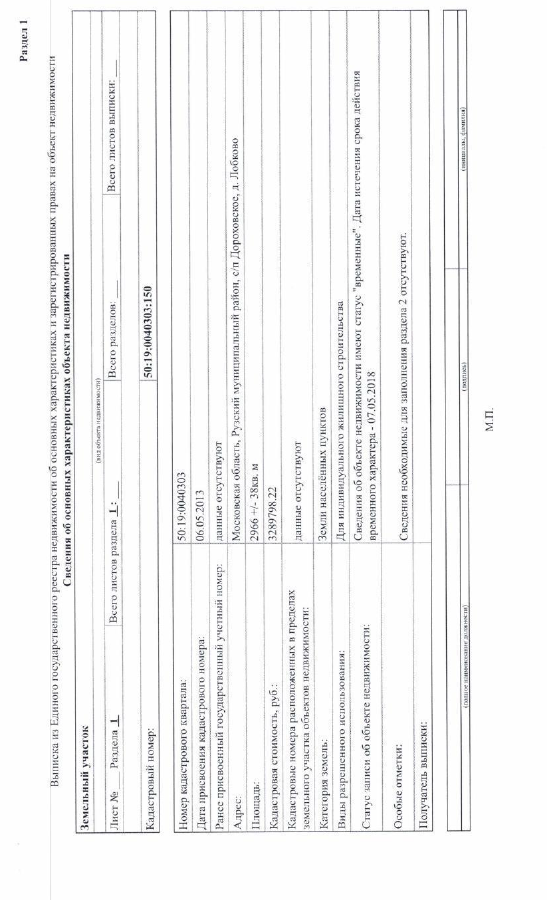 Раздел 1
Выписка из Единого государственного реестра недвижимости об основных характеристиках и зарегистрированных правах на объект недвижимости
Сведения об основных характеристиках объекта недвижимости
Земельный участок
(вид объекта недвижимости)
Лист № Раздела 1 Всего листов раздела 1 : Всего разделов: Всего листов выписки:
Кадастровый номер: 50:19:0040303:150
Номер кадастрового квартала: 50:19:0040303
Дата присвоения кадастрового номера: 06.05.2013
Ранее присвоенный государственный учетный номер: данные отсутствуют
Адрес: Московская область, Рузский муниципальный район, с/п Дороховское, д. Лобково
Площадь: 2966 +/- 38кв. м
Кадастровая стоимость, руб.: 3289798.22
Кадастровые номера расположенных в пределах
земельного участка объектов недвижимости: данные отсутствуют
Категория земель: Земли населённых пунктов
Виды разрешенного использования: Для индивидуального жилищного строительства
Статус записи об объекте недвижимости: Сведения об объекте недвижимости имеют статус "временные". Дата истечения срока действия
временного характера - 07.05.2018
Особые отметки: Сведения необходимые для заполнения раздела 2 отсутствуют.
Получатель выписки:
(полное наименование должности) (подпись) (инициалы, фамилия)
М.П.